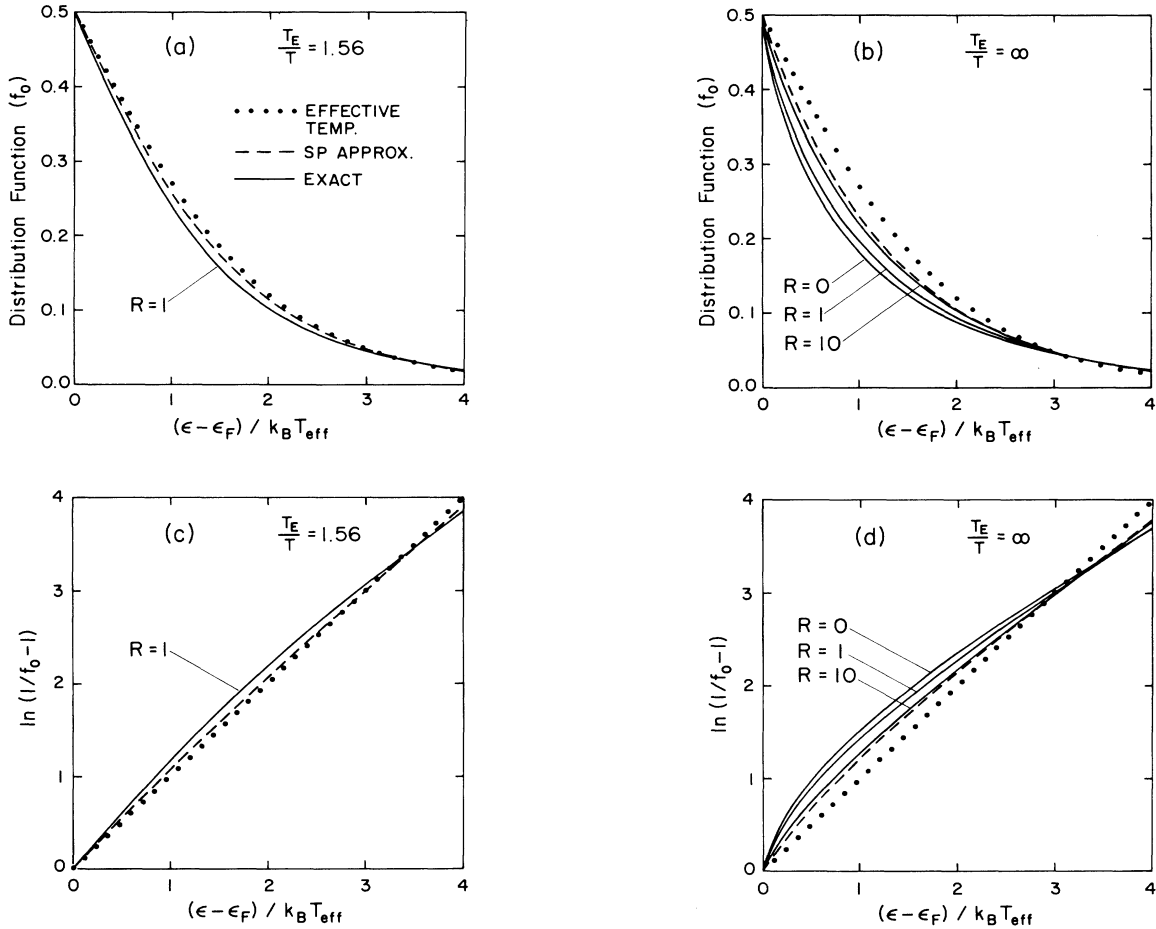 (a)
T_E/T = 1.56
EFFECTIVE
TEMP.
SP APPROX.
EXACT
R = 1
Distribution Function (f₀)
0.5
0.4
0.3
0.2
0.1
0.0
0 1 2 3 4
(ϵ-ϵ_F) / k_B T_eff
(b)
T_E/T = ∞
R = 0
R = 1
R = 10
Distribution Function (f₀)
0.5
0.4
0.3
0.2
0.1
0.0
0 1 2 3 4
(ϵ-ϵ_F) / k_B T_eff
(c)
T_E/T = 1.56
R = 1
ln (1/f₀-1)
4
3
2
1
0
0 1 2 3 4
(ϵ-ϵ_F) / k_B T_eff
(d)
T_E/T = ∞
R = 0
R = 1
R = 10
ln (1/f₀-1)
4
3
2
1
0
0 1 2 3 4
(ϵ-ϵ_F) / k_B T_eff